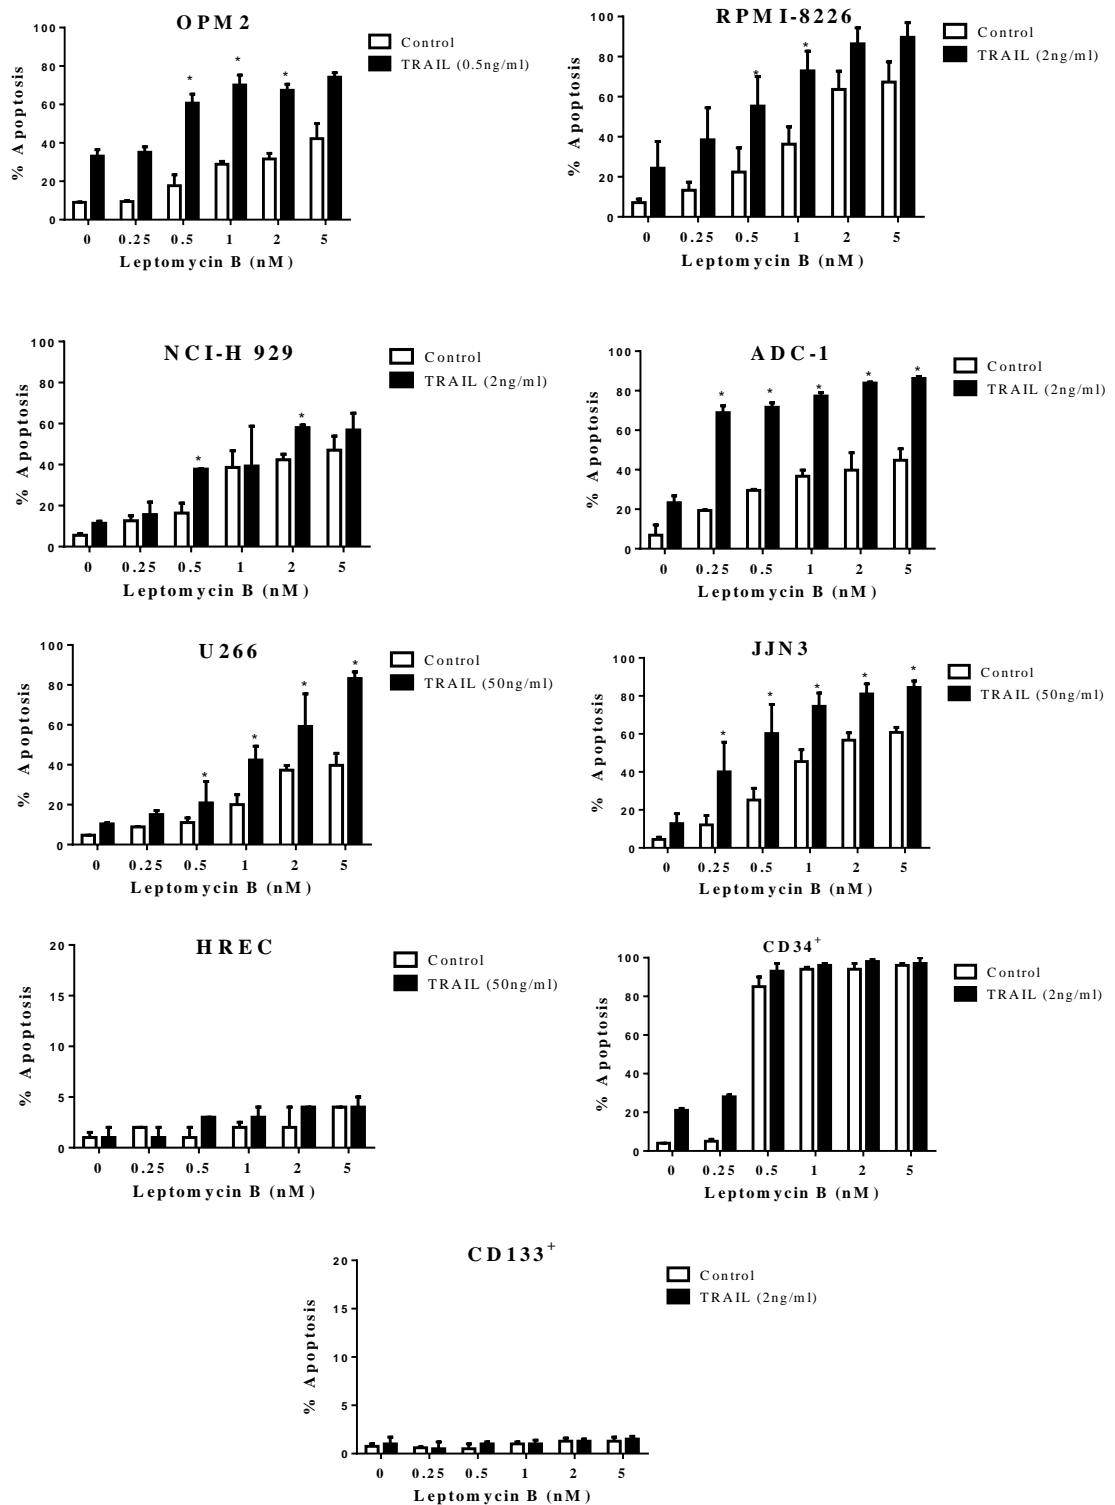 OPM2
Control
TRAIL (0.5ng/ml)
% Apoptosis
100
80
60
40
20
0
* * *
0 0.25 0.5 1 2 5
Leptomycin B (nM)
RPMI-8226
Control
TRAIL (2ng/ml)
% Apoptosis
100
80
60
40
20
0
* *
0 0.25 0.5 1 2 5
Leptomycin B (nM)
NCI-H 929
Control
TRAIL (2ng/ml)
% Apoptosis
100
80
60
40
20
0
* *
0 0.25 0.5 1 2 5
Leptomycin B (nM)
ADC-1
Control
TRAIL (2ng/ml)
% Apoptosis
100
80
60
40
20
0
* * * * *
0 0.25 0.5 1 2 5
Leptomycin B (nM)
U266
Control
TRAIL (50ng/ml)
% Apoptosis
100
80
60
40
20
0
* * * *
0 0.25 0.5 1 2 5
Leptomycin B (nM)
JJN3
Control
TRAIL (50ng/ml)
% Apoptosis
100
80
60
40
20
0
* * * * *
0 0.25 0.5 1 2 5
Leptomycin B (nM)
HREC
Control
TRAIL (50ng/ml)
% Apoptosis
20
15
10
5
0
0 0.25 0.5 1 2 5
Leptomycin B (nM)
CD34⁺
Control
TRAIL (2ng/ml)
% Apoptosis
100
80
60
40
20
0
0 0.25 0.5 1 2 5
Leptomycin B (nM)
CD133⁺
Control
TRAIL (2ng/ml)
% Apoptosis
20
15
10
5
0
0 0.25 0.5 1 2 5
Leptomycin B (nM)